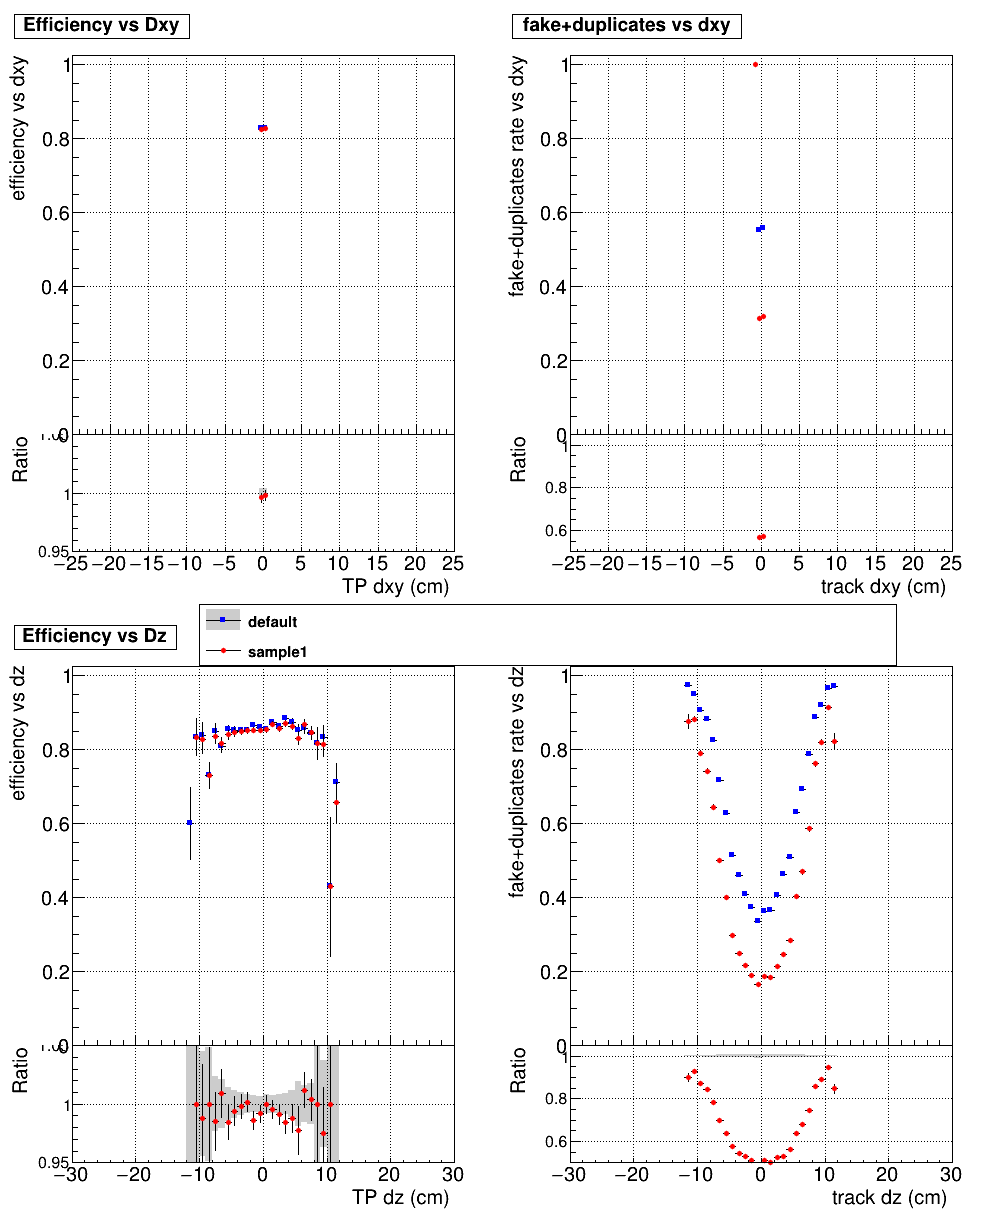 Efficiency vs Dxy
efficiency vs dxy
1
0.8
0.6
0.4
0.2
0
Ratio
1
0.95
−25 −20 −15 −10 −5 0 5 10 15 20 25
TP dxy (cm)
fake+duplicates vs dxy
fake+duplicates rate vs dxy
1
0.8
0.6
0.4
0.2
0
Ratio
1
0.8
0.6
−25 −20 −15 −10 −5 0 5 10 15 20 25
track dxy (cm)
default
sample1
Efficiency vs Dz
efficiency vs dz
1
0.8
0.6
0.4
0.2
0
Ratio
1
0.95
−30 −20 −10 0 10 20 30
TP dz (cm)
fake+duplicates rate vs dz
1
0.8
0.6
0.4
0.2
0
Ratio
1
0.8
0.6
−30 −20 −10 0 10 20 30
track dz (cm)